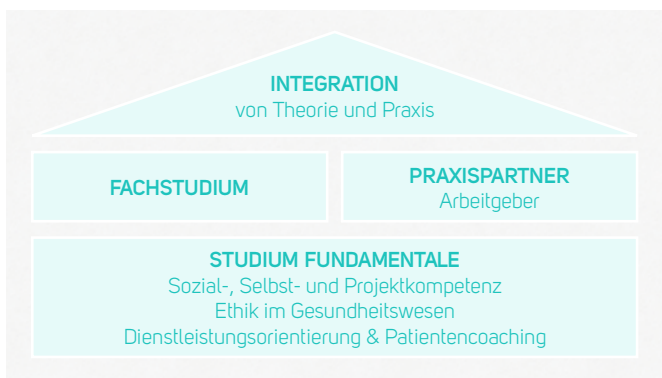 INTEGRATION
von Theorie und Praxis
FACHSTUDIUM
PRAXISPARTNER
Arbeitgeber
STUDIUM FUNDAMENTALE
Sozial-, Selbst- und Projektkompetenz
Ethik im Gesundheitswesen
Dienstleistungsorientierung & Patientencoaching